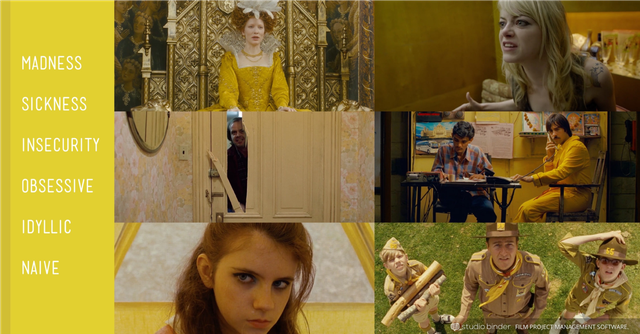 MADNESS
SICKNESS
INSECURITY
OBSESSIVE
IDYLLIC
NAIVE
studio binder FILM PROJECT MANAGEMENT SOFTWARE.